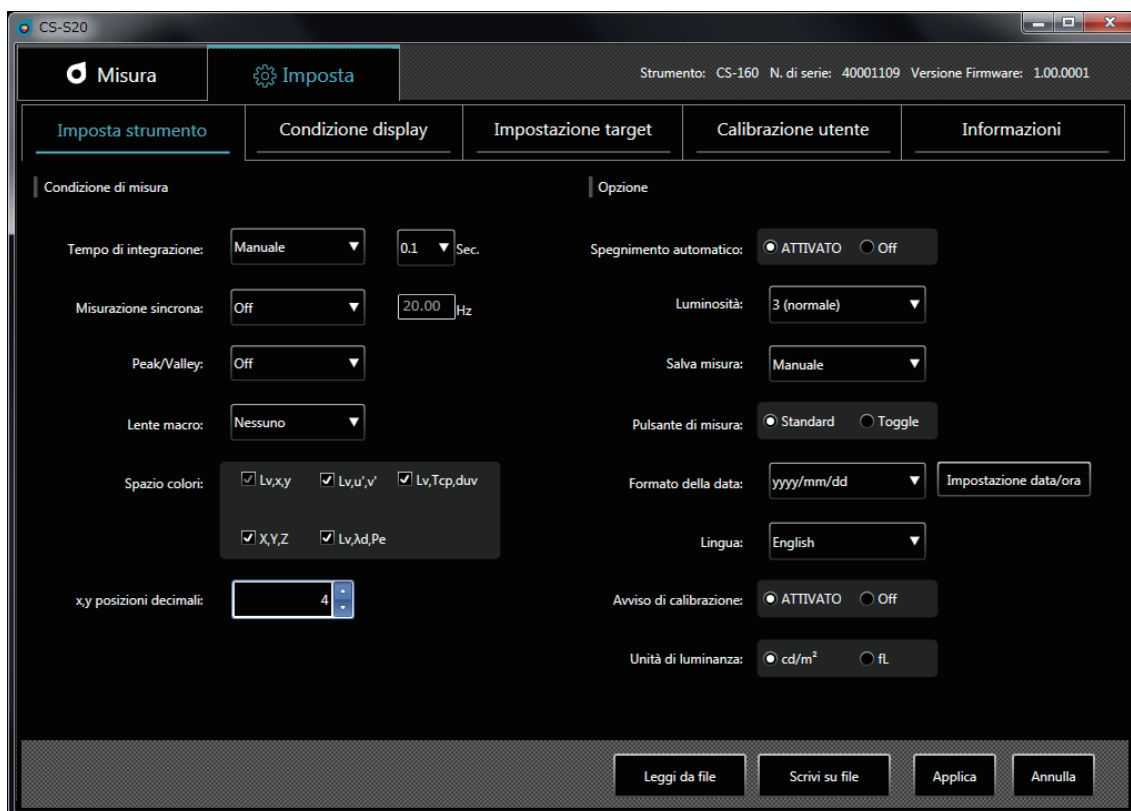 CS-S20
Misura
Imposta
Strumento: CS-160 N. di serie: 40001109 Versione Firmware: 1.00.0001
Imposta strumento
Condizione display
Impostazione target
Calibrazione utente
Informazioni
Condizione di misura
Tempo di integrazione: Manuale 0.1 Sec.
Misurazione sincrona: Off 20.00 Hz
Peak/Valley: Off
Lente macro: Nessuno
Spazio colori: Lv,x,y Lv,u',v' Lv,Tcp,duv
X,Y,Z Lv,λd,Pe
x,y posizioni decimali: 4
Opzione
Spegnimento automatico: ATTIVATO Off
Luminosità: 3 (normale)
Salva misura: Manuale
Pulsante di misura: Standard Toggle
Formato della data: yyyy/mm/dd Impostazione data/ora
Lingua: English
Avviso di calibrazione: ATTIVATO Off
Unità di luminanza: cd/m² fL
Leggi da file
Scrivi su file
Applica
Annulla